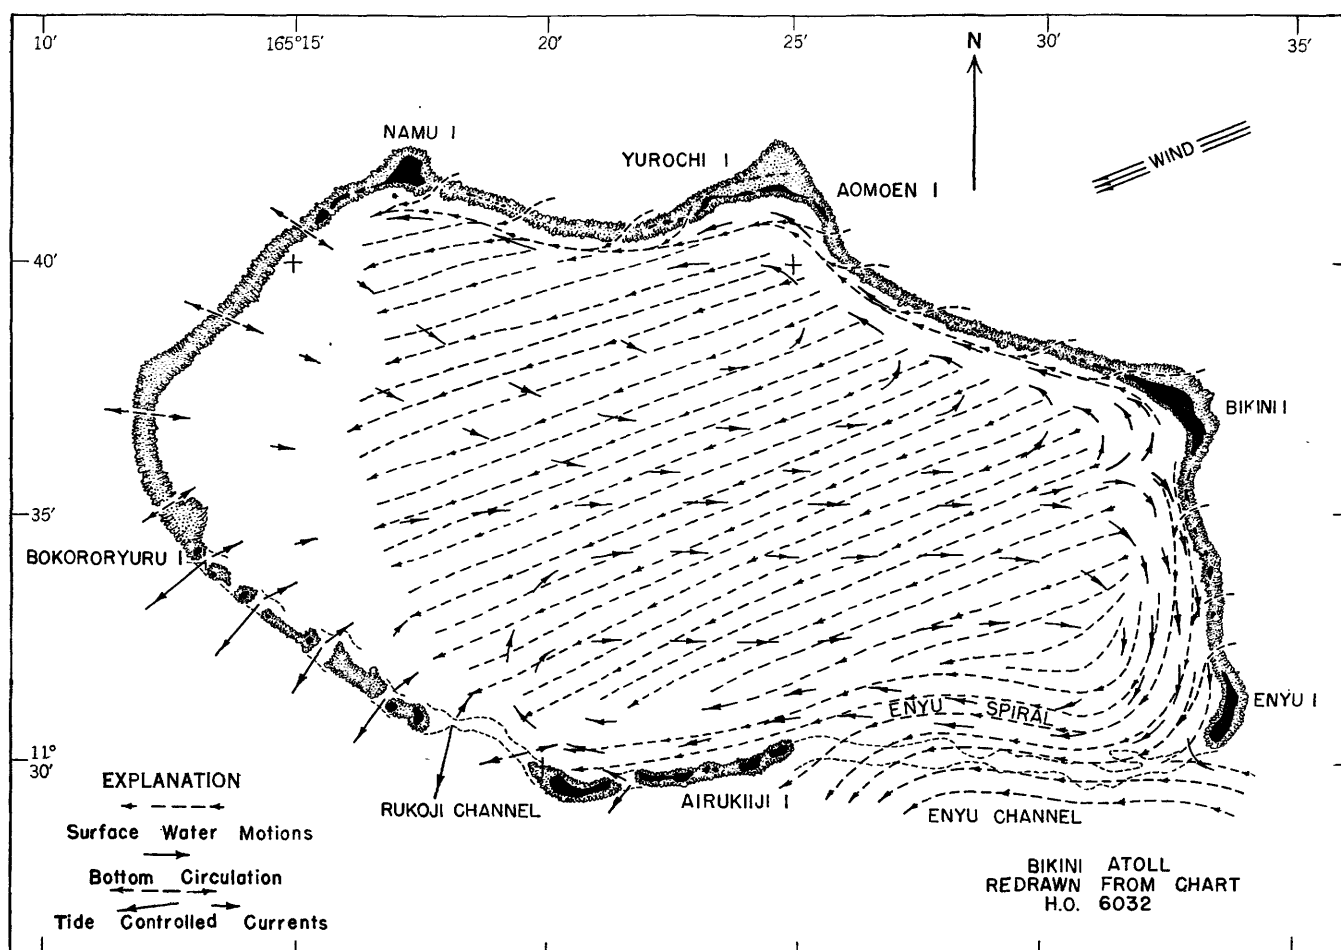 10′ 165°15′ 20′ 25′ 30′ 35′
N
WIND
NAMU I
YUROCHI I
AOMOEN I
40′
BIKINI I
35′
BOKORORYURU I
ENYU SPIRAL
ENYU I
11°
30′
EXPLANATION
RUKOJI CHANNEL
AIRUKIIJI I
ENYU CHANNEL
Surface Water Motions
Bottom Circulation
Tide Controlled Currents
BIKINI ATOLL
REDRAWN FROM CHART
H.O. 6032